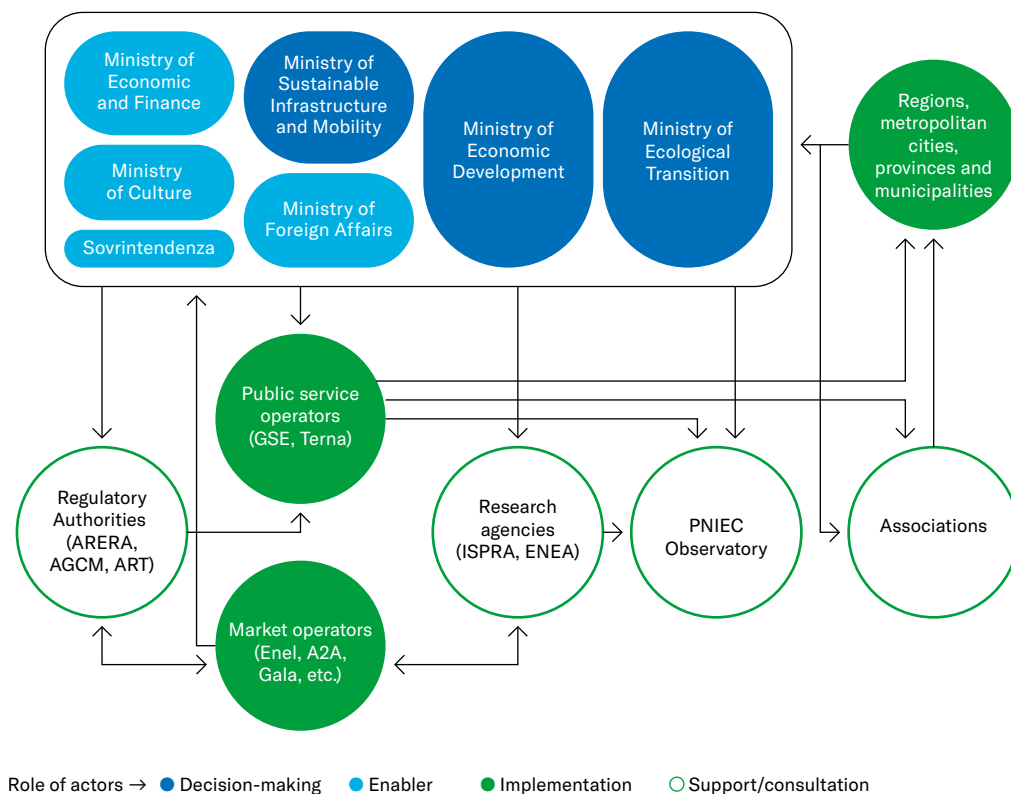 Ministry of
Economic
and Finance
Ministry of
Sustainable
Infrastructure
and Mobility
Ministry of
Economic
Development
Ministry of
Ecological
Transition
Regions,
metropolitan
cities,
provinces and
municipalities
Ministry
of Culture
Ministry of
Foreign Affairs
Sovrintendenza
Public service
operators
(GSE, Terna)
Regulatory
Authorities
(ARERA,
AGCM, ART)
Research
agencies
(ISPRA, ENEA)
PNIEC
Observatory
Associations
Market operators
(Enel, A2A,
Gala, etc.)
Role of actors → Decision-making Enabler Implementation Support/consultation